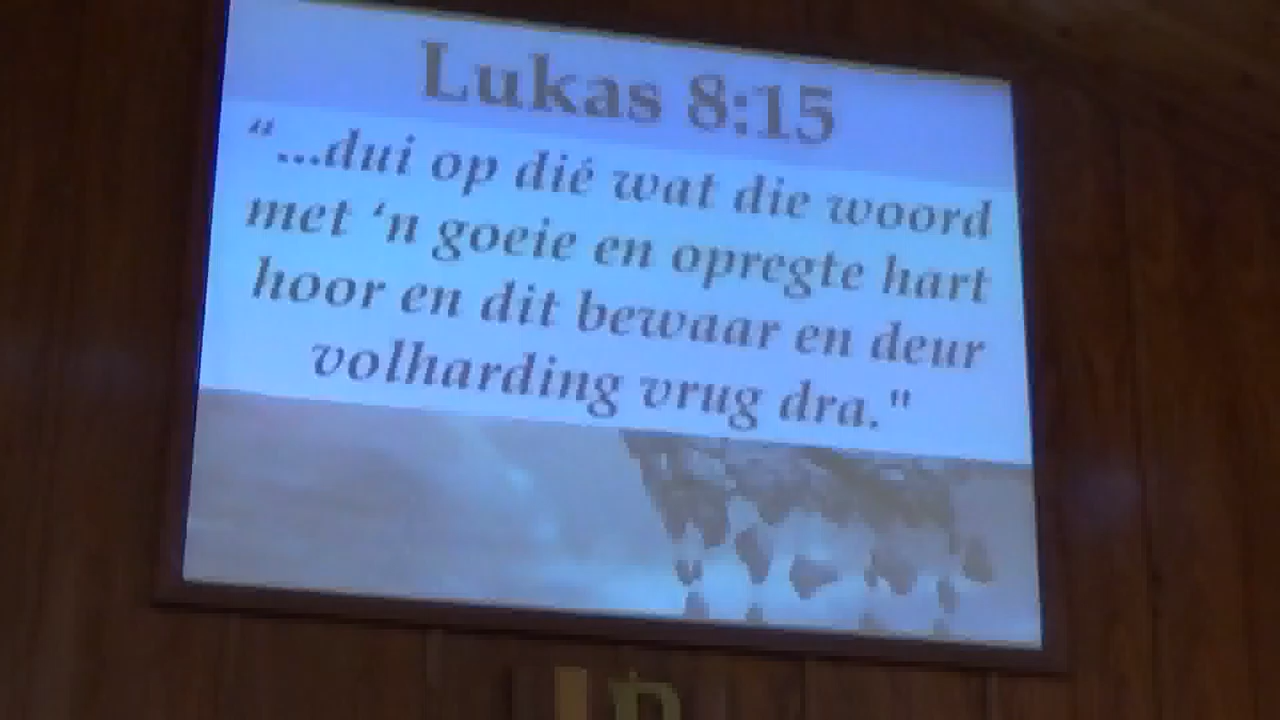 Lukas 8:15
“...dui op dié wat die woord
met ‘n goeie en opregte hart
hoor en dit bewaar en deur
volharding vrug dra."